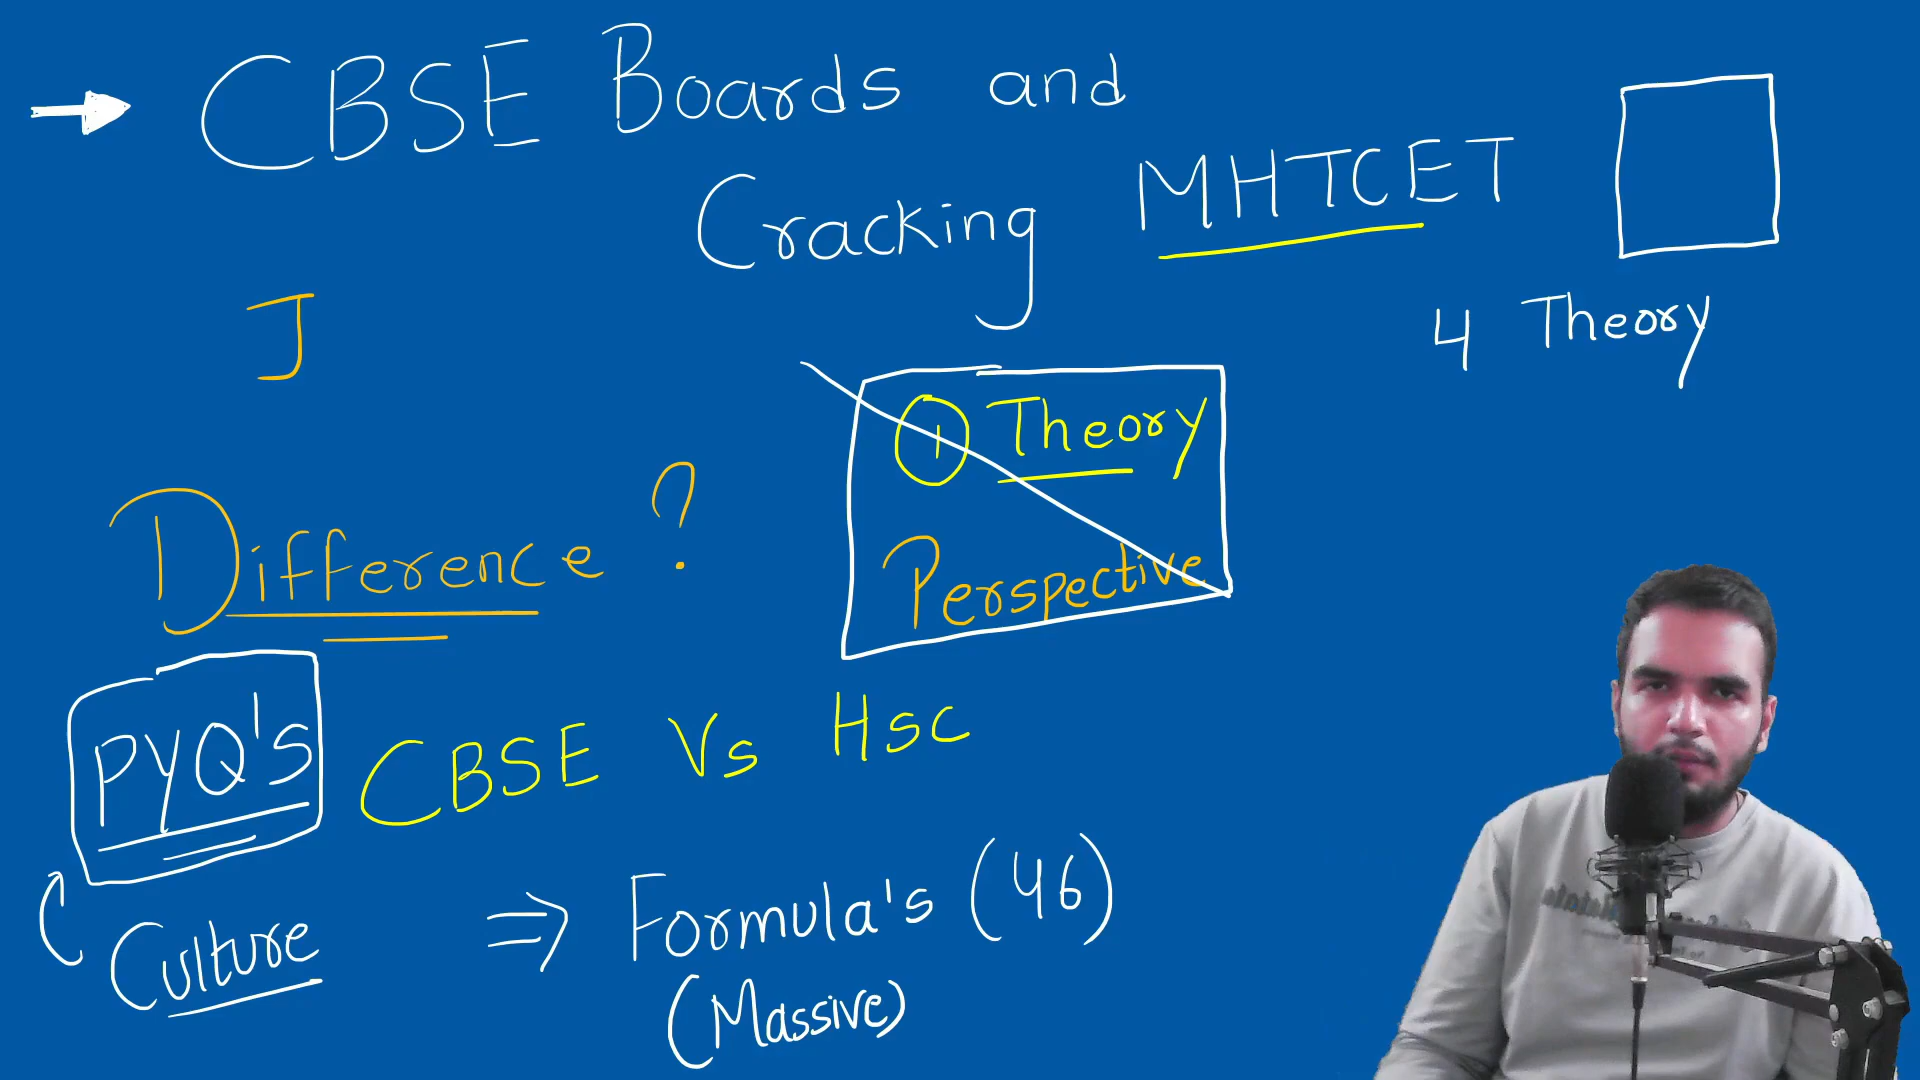 CBSE Boards and
Cracking MHTCET
4 Theory
J
1 Theory
Perspective
Difference ?
PYQ's CBSE Vs Hsc
Culture
⇒ Formula's (46)
(Massive)